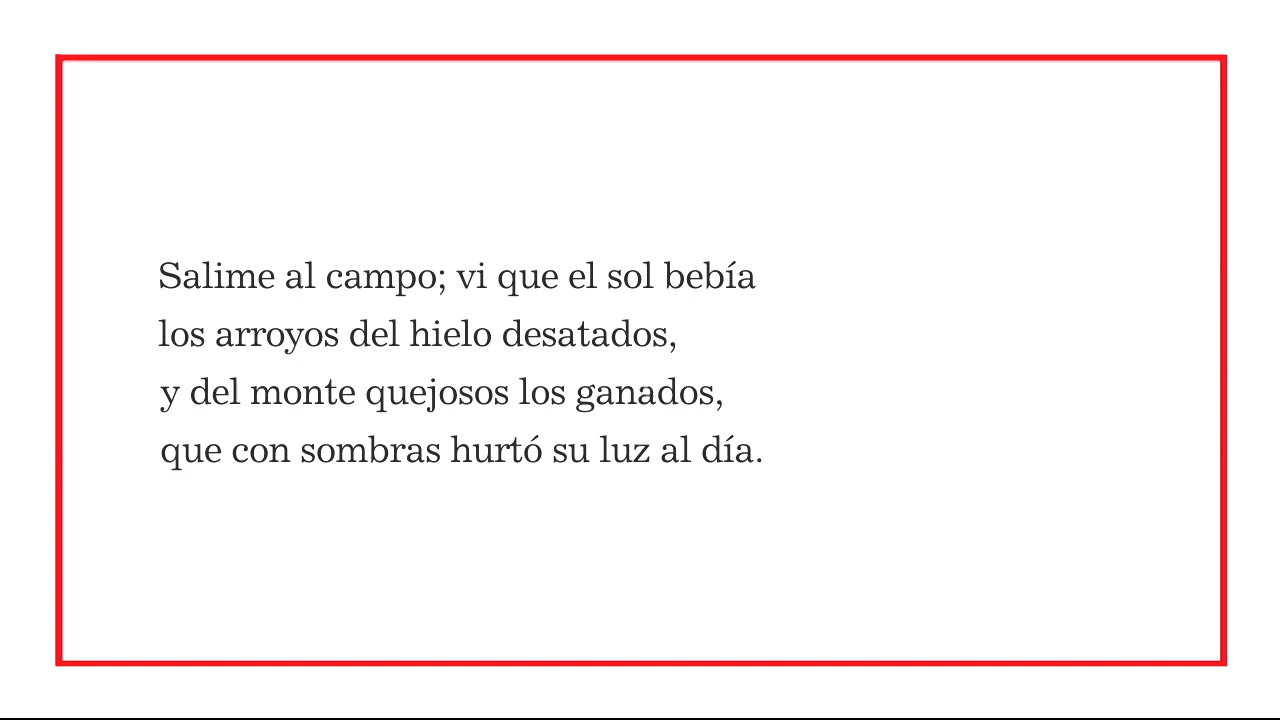 Salime al campo; vi que el sol bebía
los arroyos del hielo desatados,
y del monte quejosos los ganados,
que con sombras hurtó su luz al día.